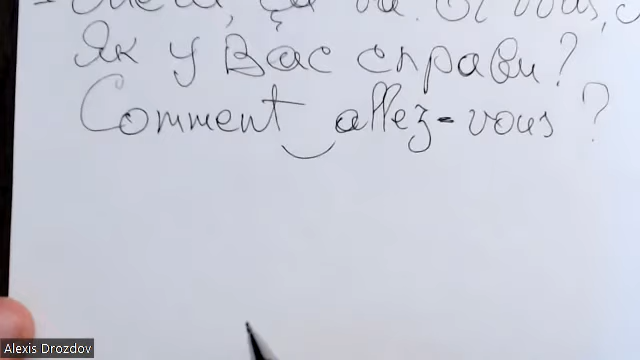 ça va. Et vous,
Як у Вас справи?
Comment allez-vous ?
Alexis Drozdov